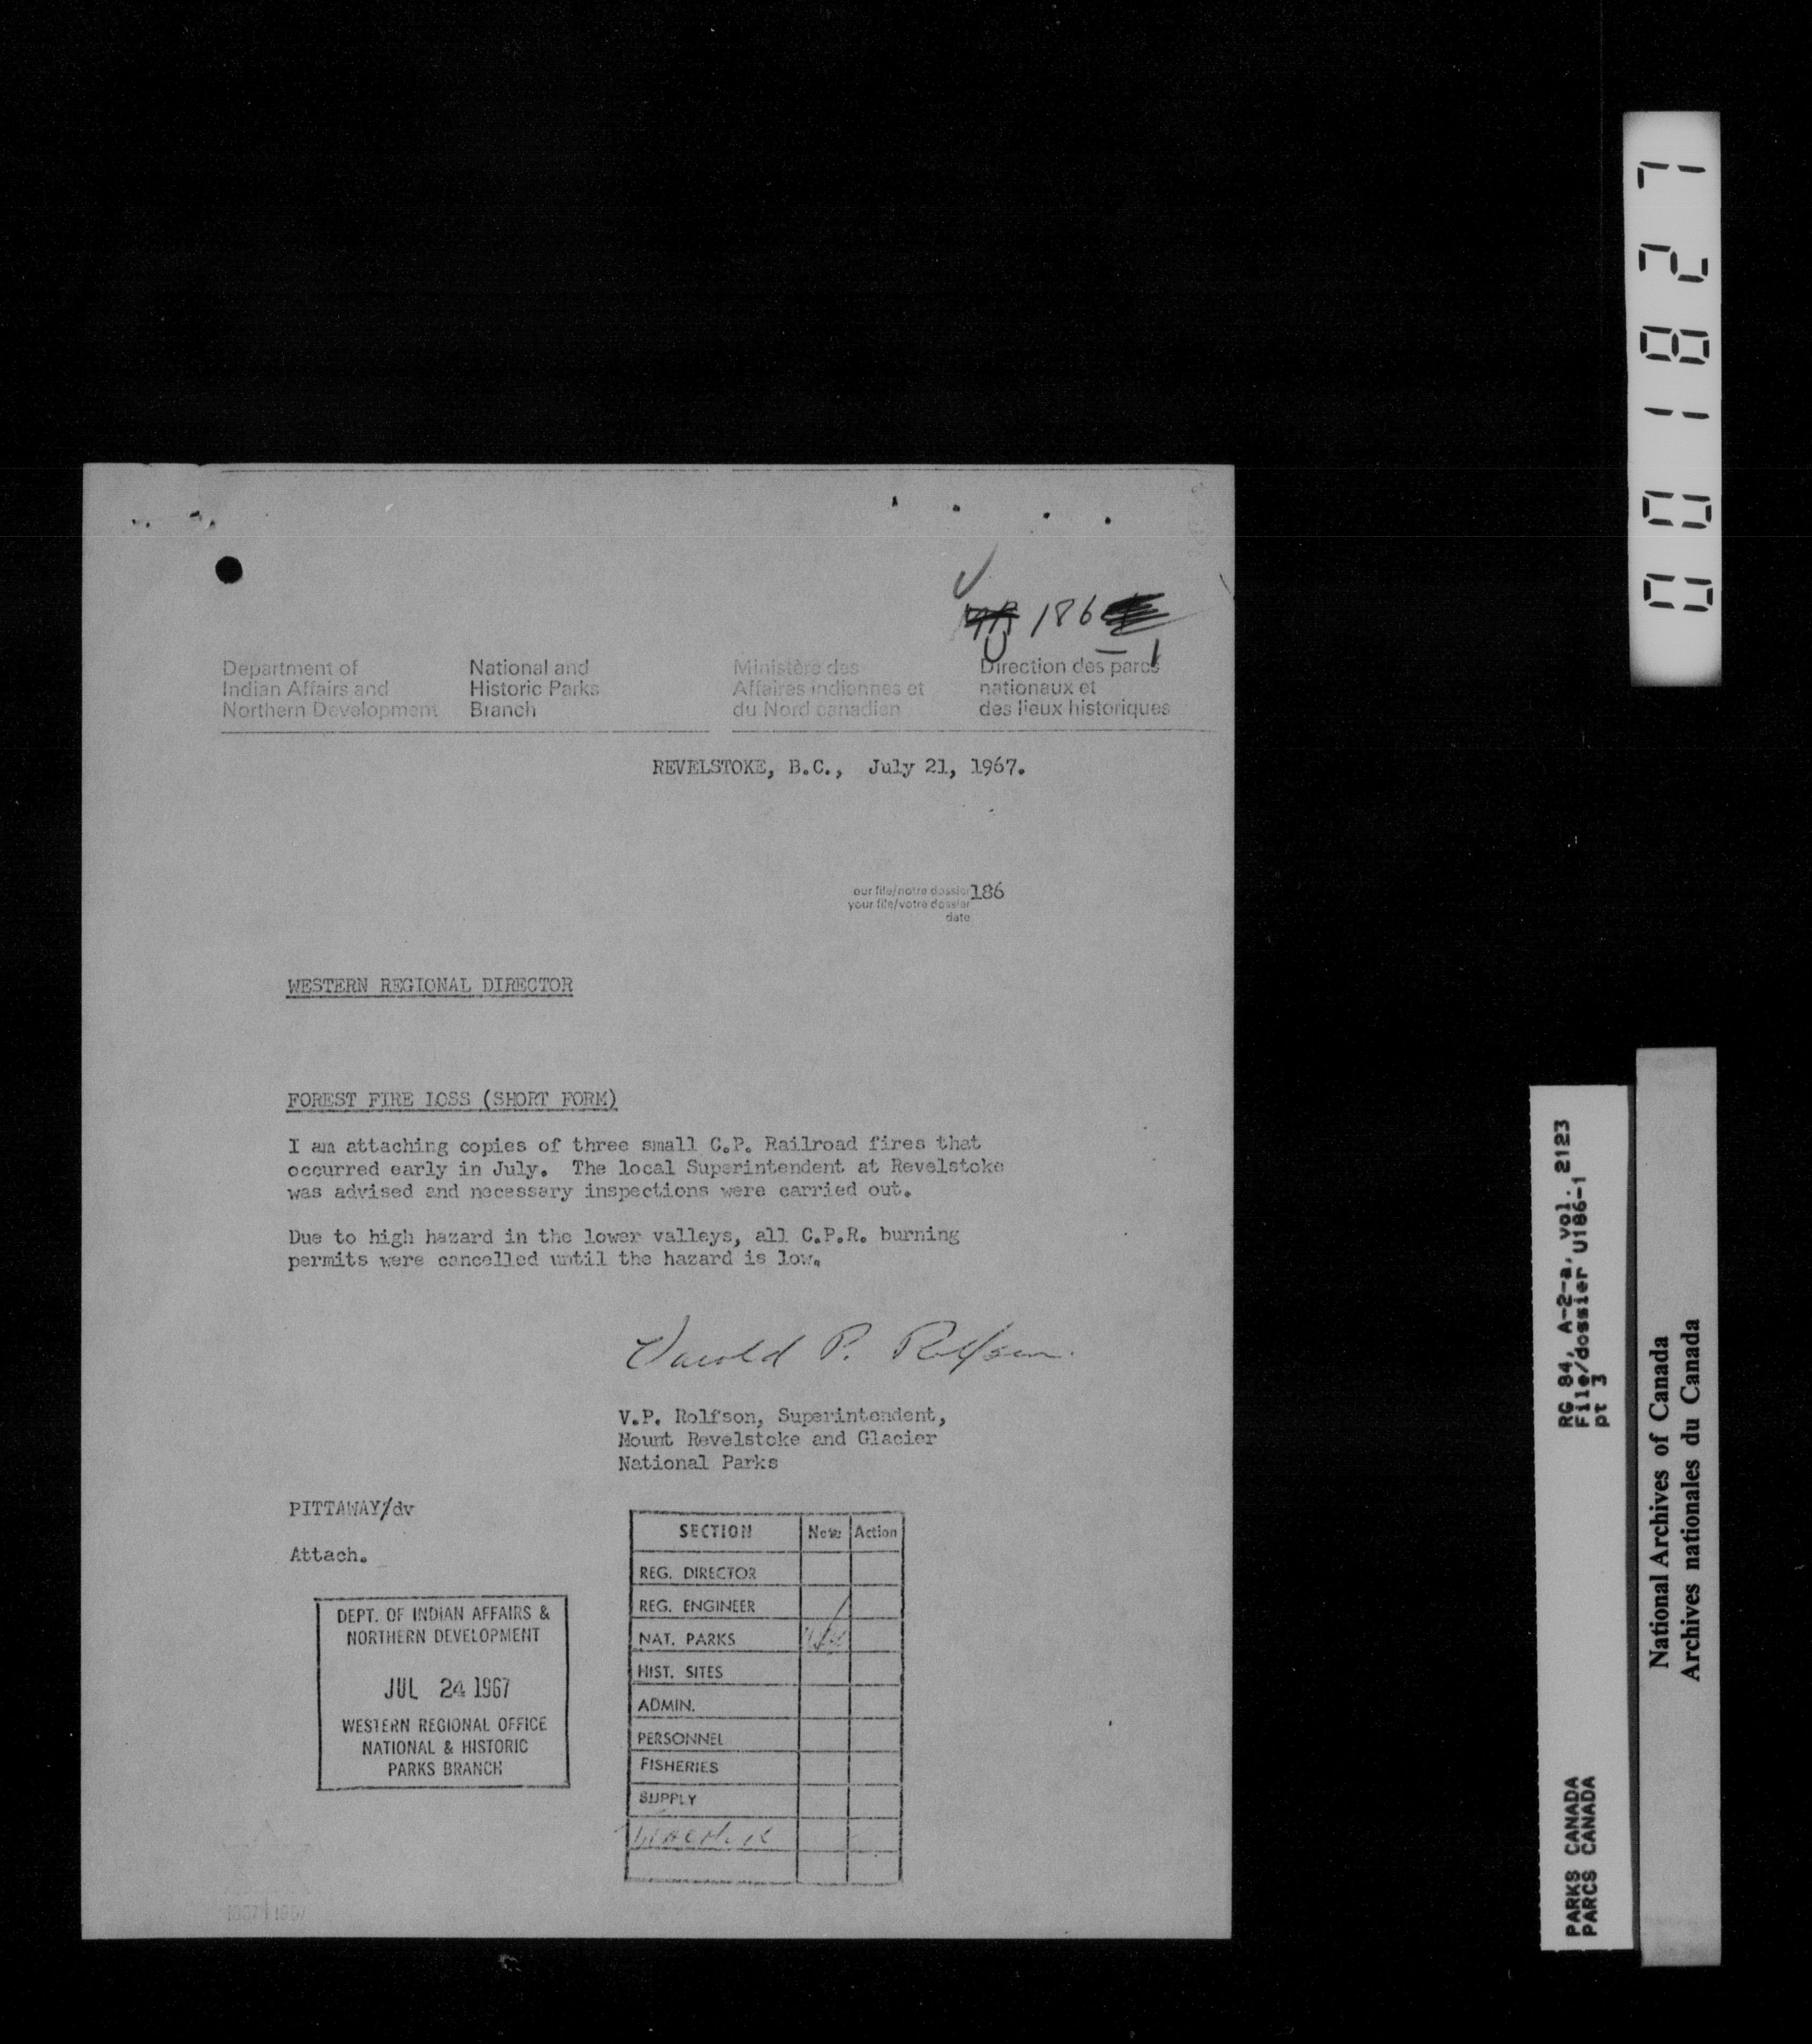 186
Department of
Indian Affairs and
Northern Development
National and
Historic Parks
Branch
Ministère des
Affaires indiennes et
du Nord canadien
Direction des parcs
nationaux et
des lieux historiques
REVELSTOKE, B.C., July 21, 1967.
our file/notre dossier 186
your file/votre dossier
date
WESTERN REGIONAL DIRECTOR
FOREST FIRE LOSS (SHORT FORM)
I am attaching copies of three small C.P. Railroad fires that
occurred early in July. The local Superintendent at Revelstoke
was advised and necessary inspections were carried out.
Due to high hazard in the lower valleys, all C.P.R. burning
permits were cancelled until the hazard is low.
P. Rolfson.
V.P. Rolfson, Superintendent,
Mount Revelstoke and Glacier
National Parks
PITTAWAY/dv
Attach.
DEPT. OF INDIAN AFFAIRS &
NORTHERN DEVELOPMENT
JUL 24 1967
WESTERN REGIONAL OFFICE
NATIONAL & HISTORIC
PARKS BRANCH
SECTION Note Action
REG. DIRECTOR
REG. ENGINEER
NAT. PARKS
HIST. SITES
ADMIN.
PERSONNEL
FISHERIES
SUPPLY
1867 1967
001827
RG 84, A-2-a, vol. 2123
File/dossier U186-1
pt 3
PARKS CANADA
PARCS CANADA
National Archives of Canada
Archives nationales du Canada